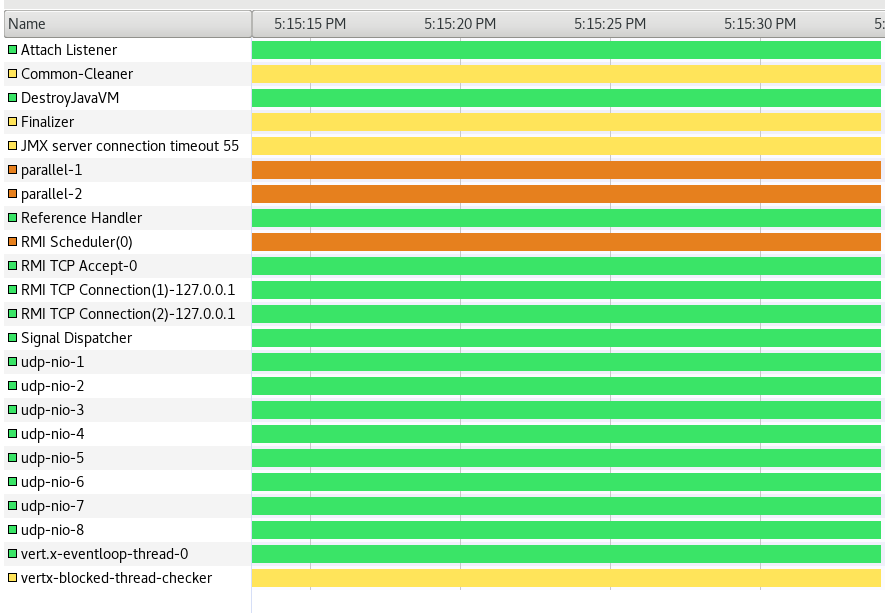 Name 5:15:15 PM 5:15:20 PM 5:15:25 PM 5:15:30 PM 5:
Attach Listener
Common-Cleaner
DestroyJavaVM
Finalizer
JMX server connection timeout 55
parallel-1
parallel-2
Reference Handler
RMI Scheduler(0)
RMI TCP Accept-0
RMI TCP Connection(1)-127.0.0.1
RMI TCP Connection(2)-127.0.0.1
Signal Dispatcher
udp-nio-1
udp-nio-2
udp-nio-3
udp-nio-4
udp-nio-5
udp-nio-6
udp-nio-7
udp-nio-8
vert.x-eventloop-thread-0
vertx-blocked-thread-checker